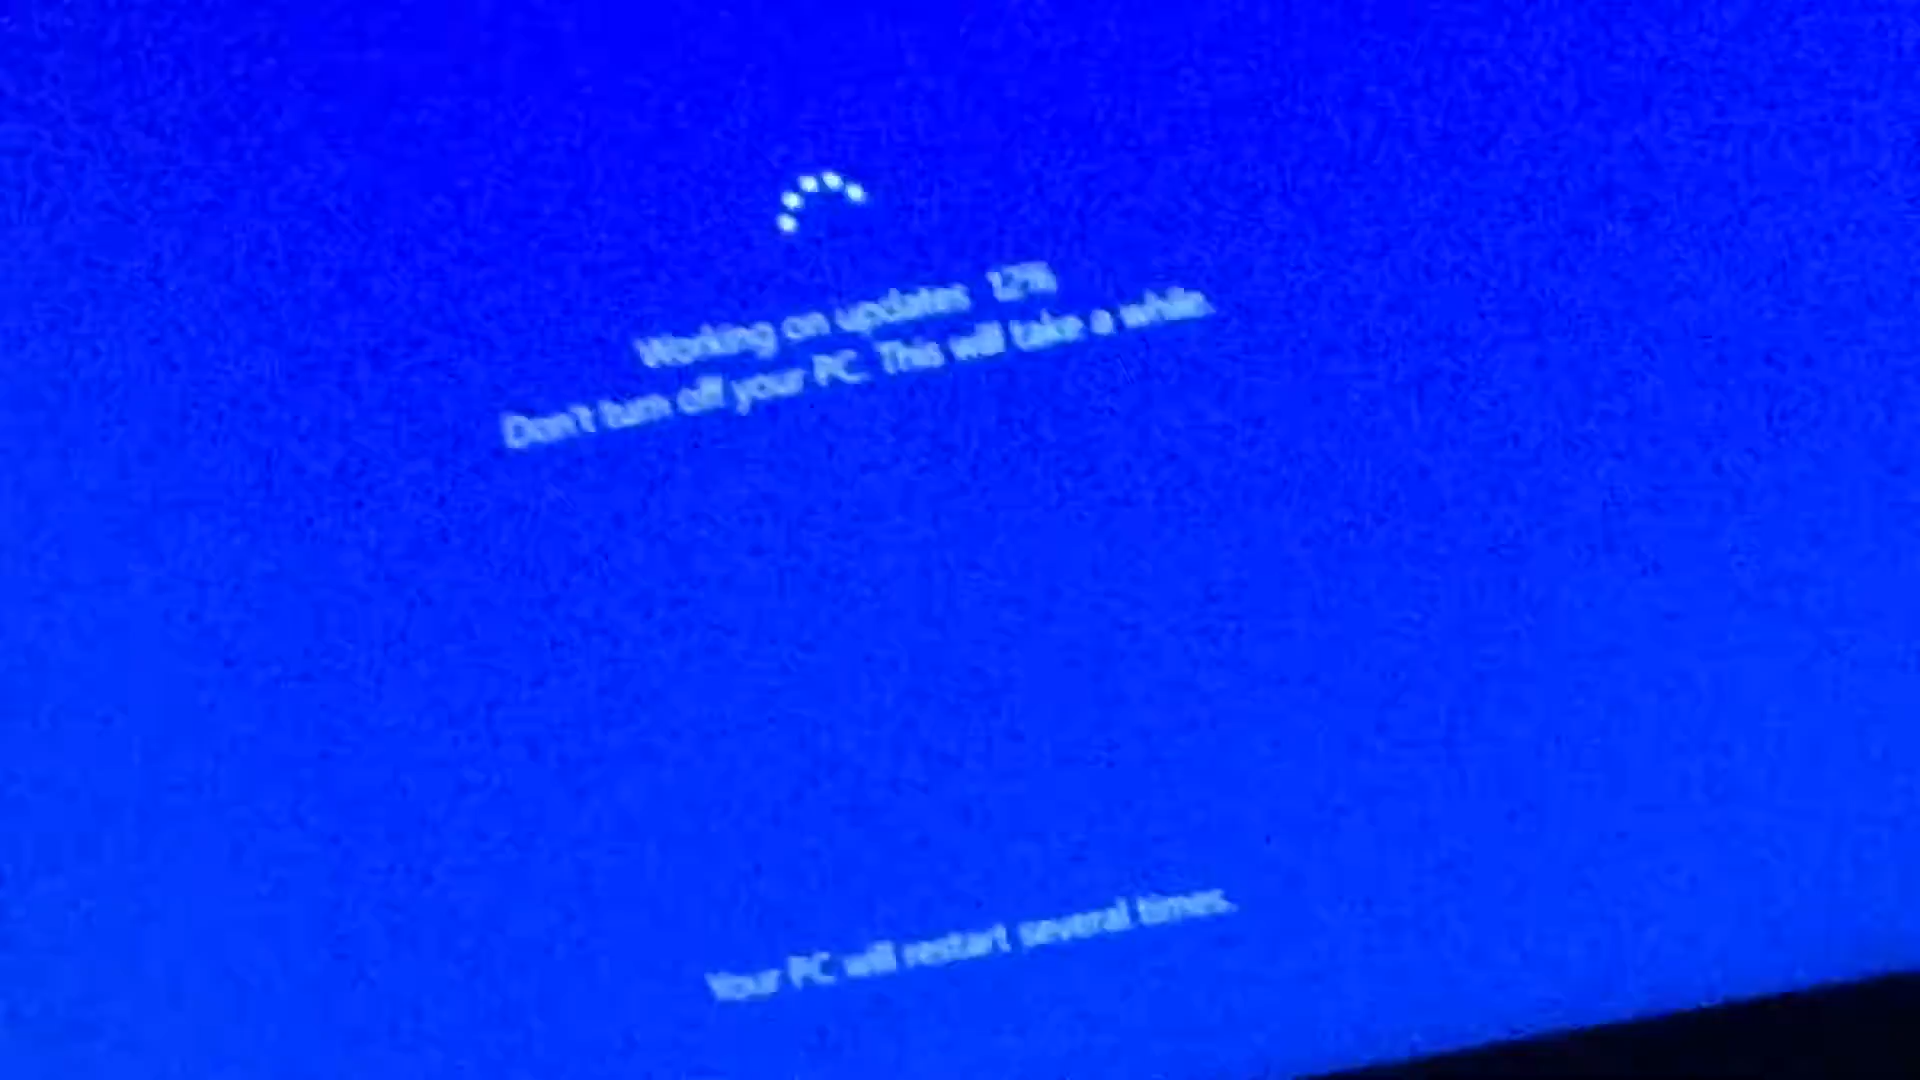 Working on updates 12%
Don't turn off your PC. This will take a while.
Your PC will restart several times.